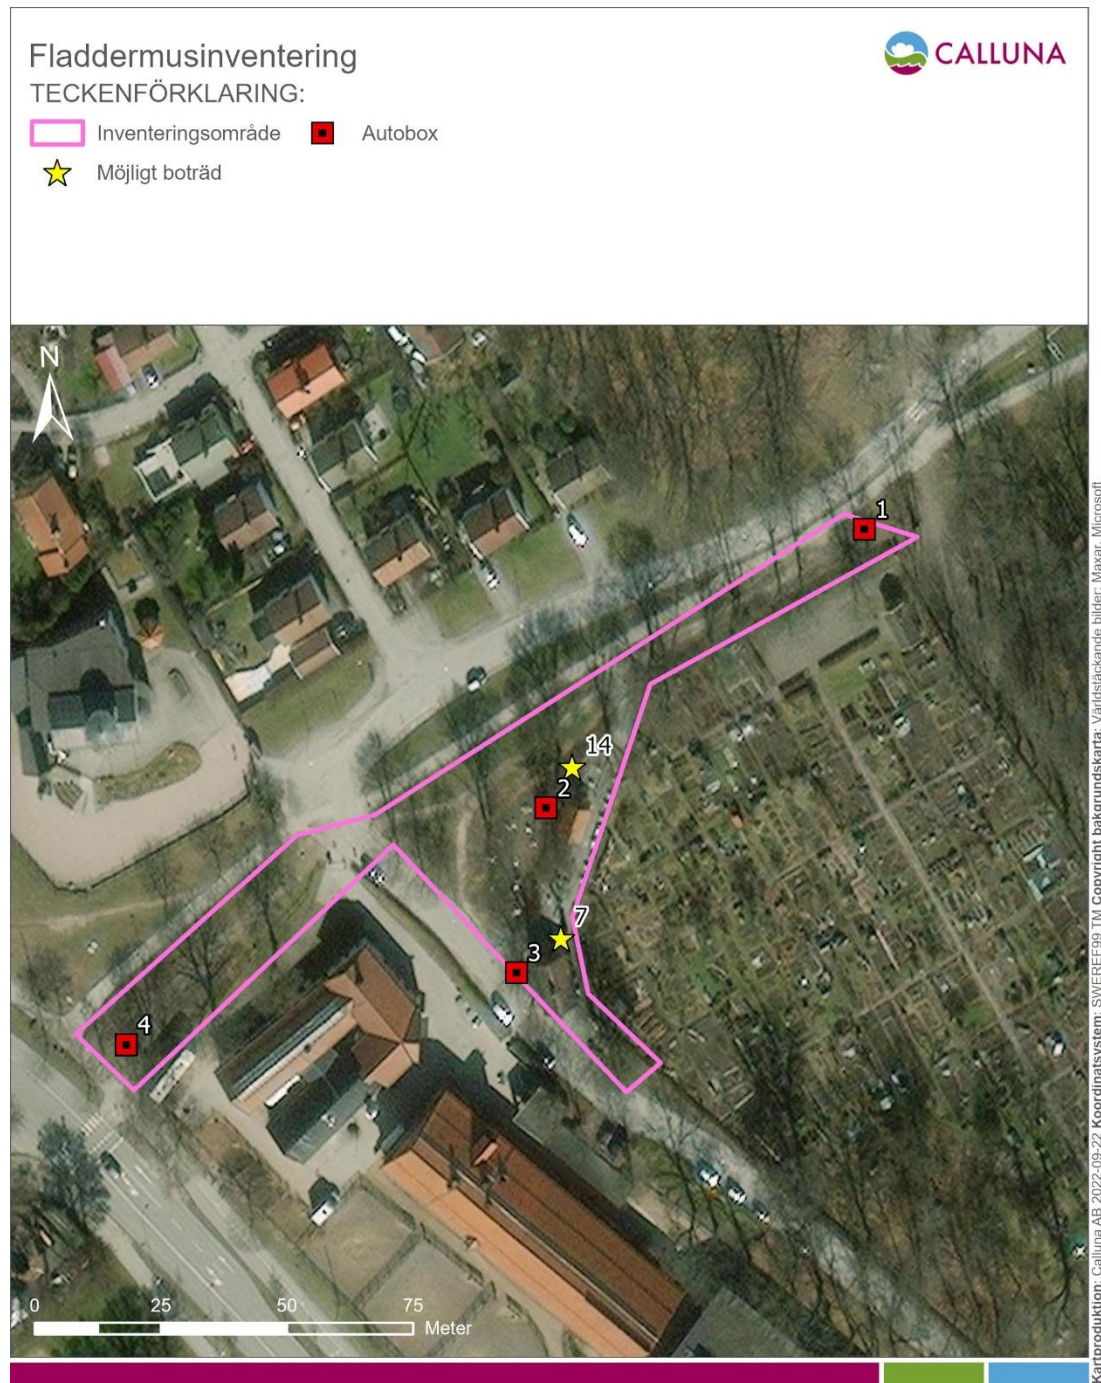 Fladdermusinventering
CALLUNA
TECKENFÖRKLARING:
Inventeringsområde
Autobox
Möjligt boträd
N
1
14
2
7
3
4
0 25 50 75
Meter
Kartproduktion: Calluna AB 2022-09-22 Koordinatsystem: SWEREF99 TM Copyright bakgrundskarta: Världstäckande bilder: Maxar, Microsoft